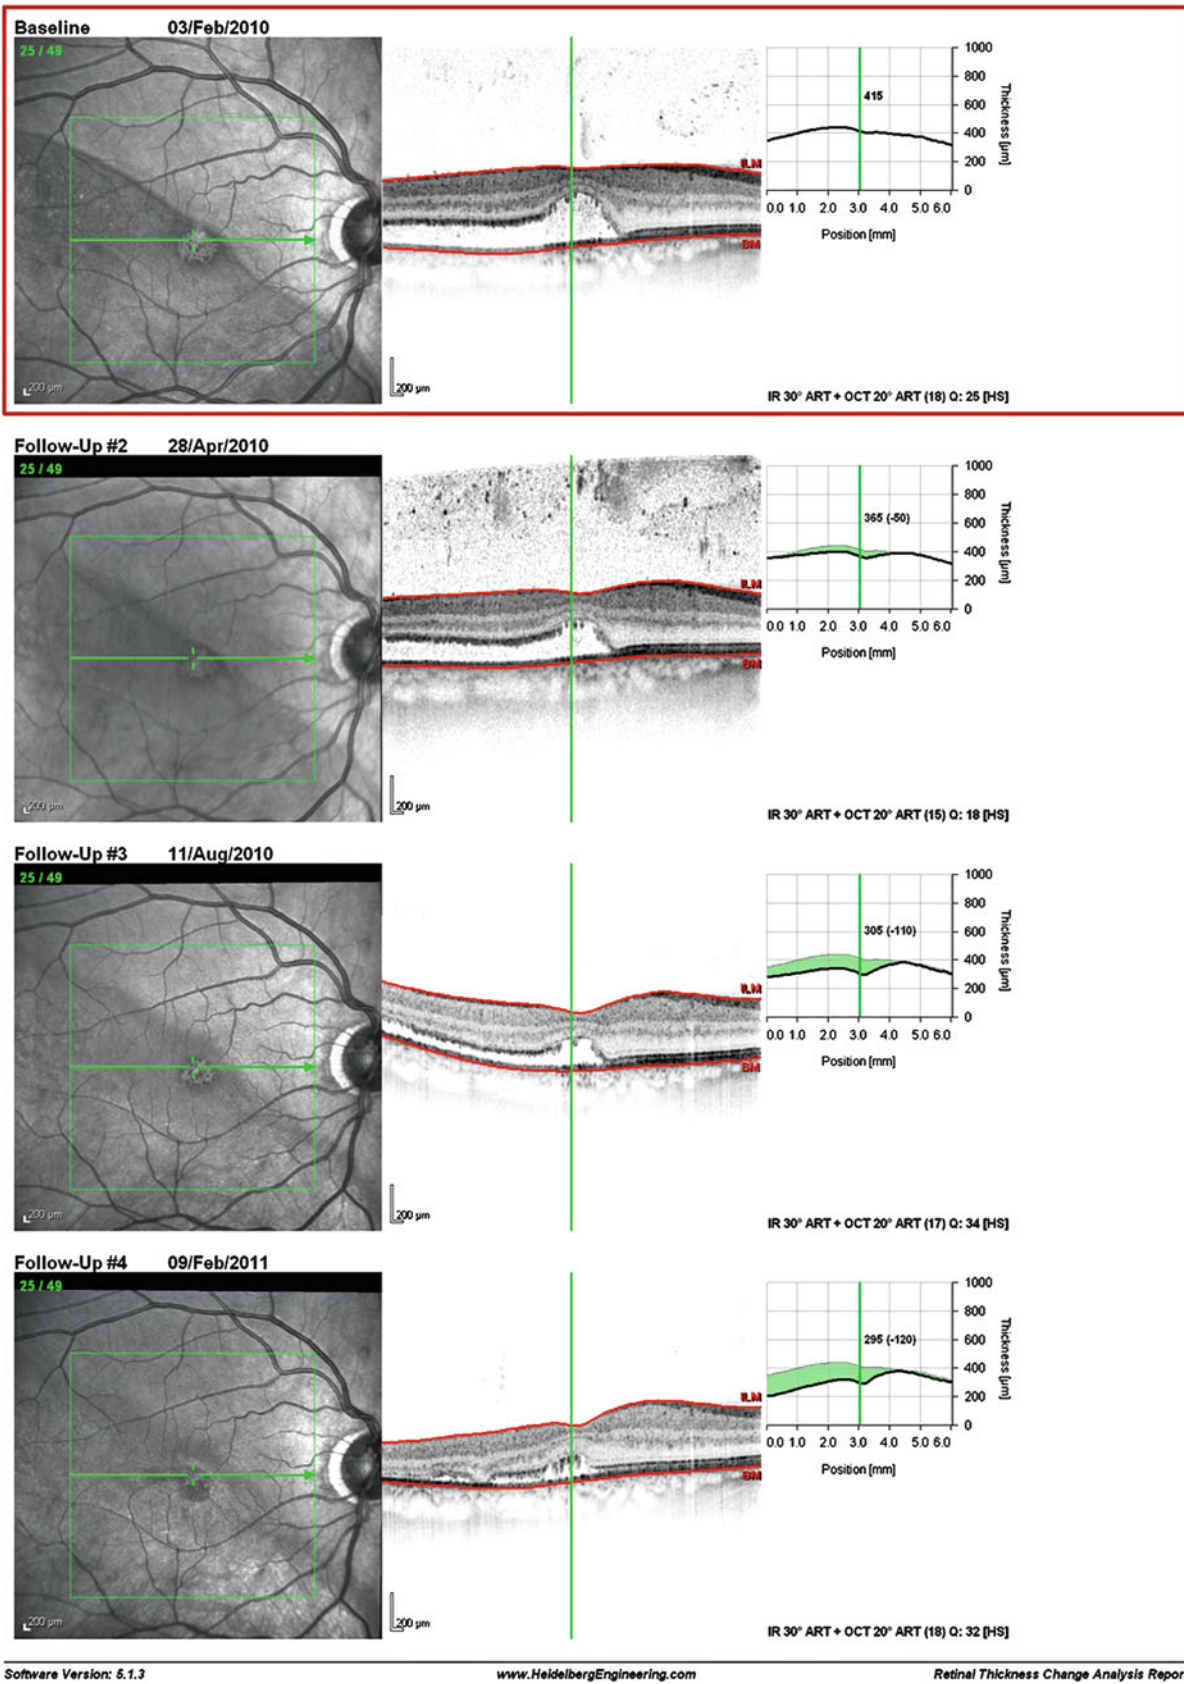 Baseline 03/Feb/2010
25 / 49
200 µm
ILM
BM
200 µm
415
1000
800
600
400
200
0
Thickness [µm]
0.0 1.0 2.0 3.0 4.0 5.0 6.0
Position [mm]
IR 30° ART + OCT 20° ART (18) Q: 25 [HS]
Follow-Up #2 28/Apr/2010
25 / 49
200 µm
ILM
BM
200 µm
365 (-50)
1000
800
600
400
200
0
Thickness [µm]
0.0 1.0 2.0 3.0 4.0 5.0 6.0
Position [mm]
IR 30° ART + OCT 20° ART (15) Q: 18 [HS]
Follow-Up #3 11/Aug/2010
25 / 49
200 µm
ILM
BM
200 µm
305 (-110)
1000
800
600
400
200
0
Thickness [µm]
0.0 1.0 2.0 3.0 4.0 5.0 6.0
Position [mm]
IR 30° ART + OCT 20° ART (17) Q: 34 [HS]
Follow-Up #4 09/Feb/2011
25 / 49
200 µm
ILM
BM
200 µm
295 (-120)
1000
800
600
400
200
0
Thickness [µm]
0.0 1.0 2.0 3.0 4.0 5.0 6.0
Position [mm]
IR 30° ART + OCT 20° ART (18) Q: 32 [HS]
Software Version: 5.1.3 www.HeidelbergEngineering.com Retinal Thickness Change Analysis Repor